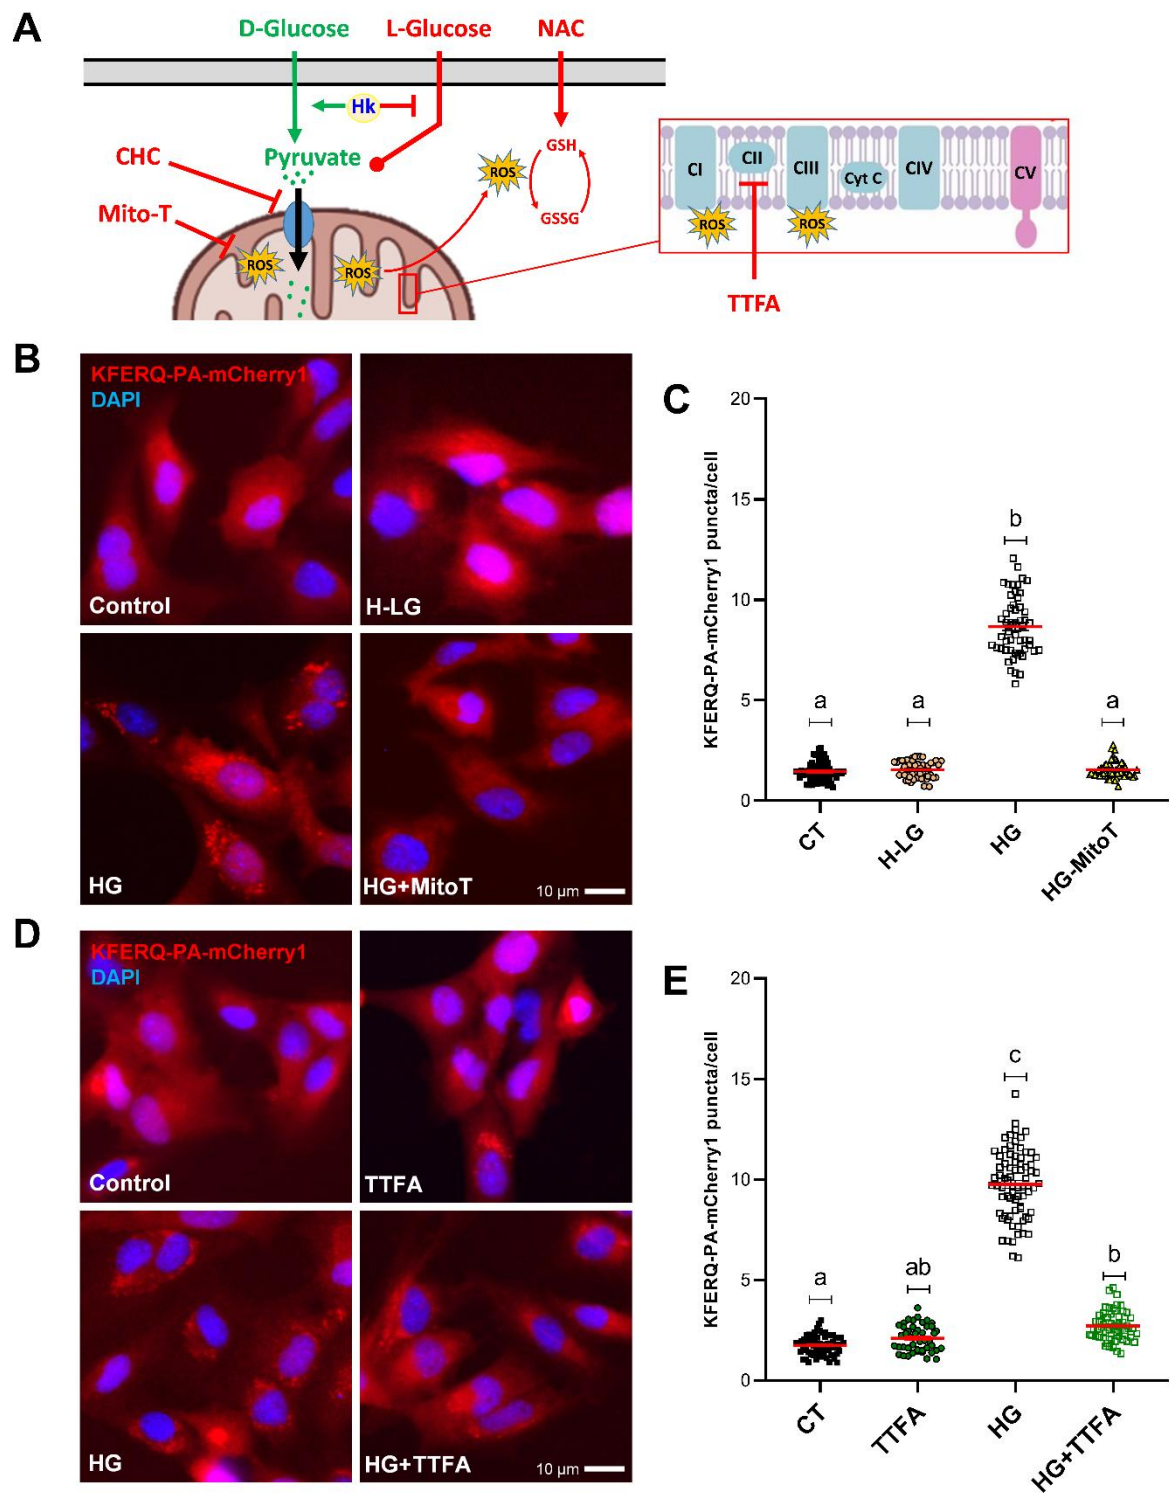 A
D-Glucose L-Glucose NAC
Hk
CHC
Pyruvate
Mito-T
ROS
ROS
ROS
GSH
GSSG
CI
CII
CIII
Cyt C
CIV
CV
ROS
ROS
TTFA
B
KFERQ-PA-mCherry1
DAPI
Control
H-LG
HG
HG+MitoT
10 µm
C
KFERQ-PA-mCherry1 puncta/cell
20
15
10
5
0
a
a
b
a
CT
H-LG
HG
HG-MitoT
D
KFERQ-PA-mCherry1
DAPI
Control
TTFA
HG
HG+TTFA
10 µm
E
KFERQ-PA-mCherry1 puncta/cell
20
15
10
5
0
a
ab
c
b
CT
TTFA
HG
HG+TTFA